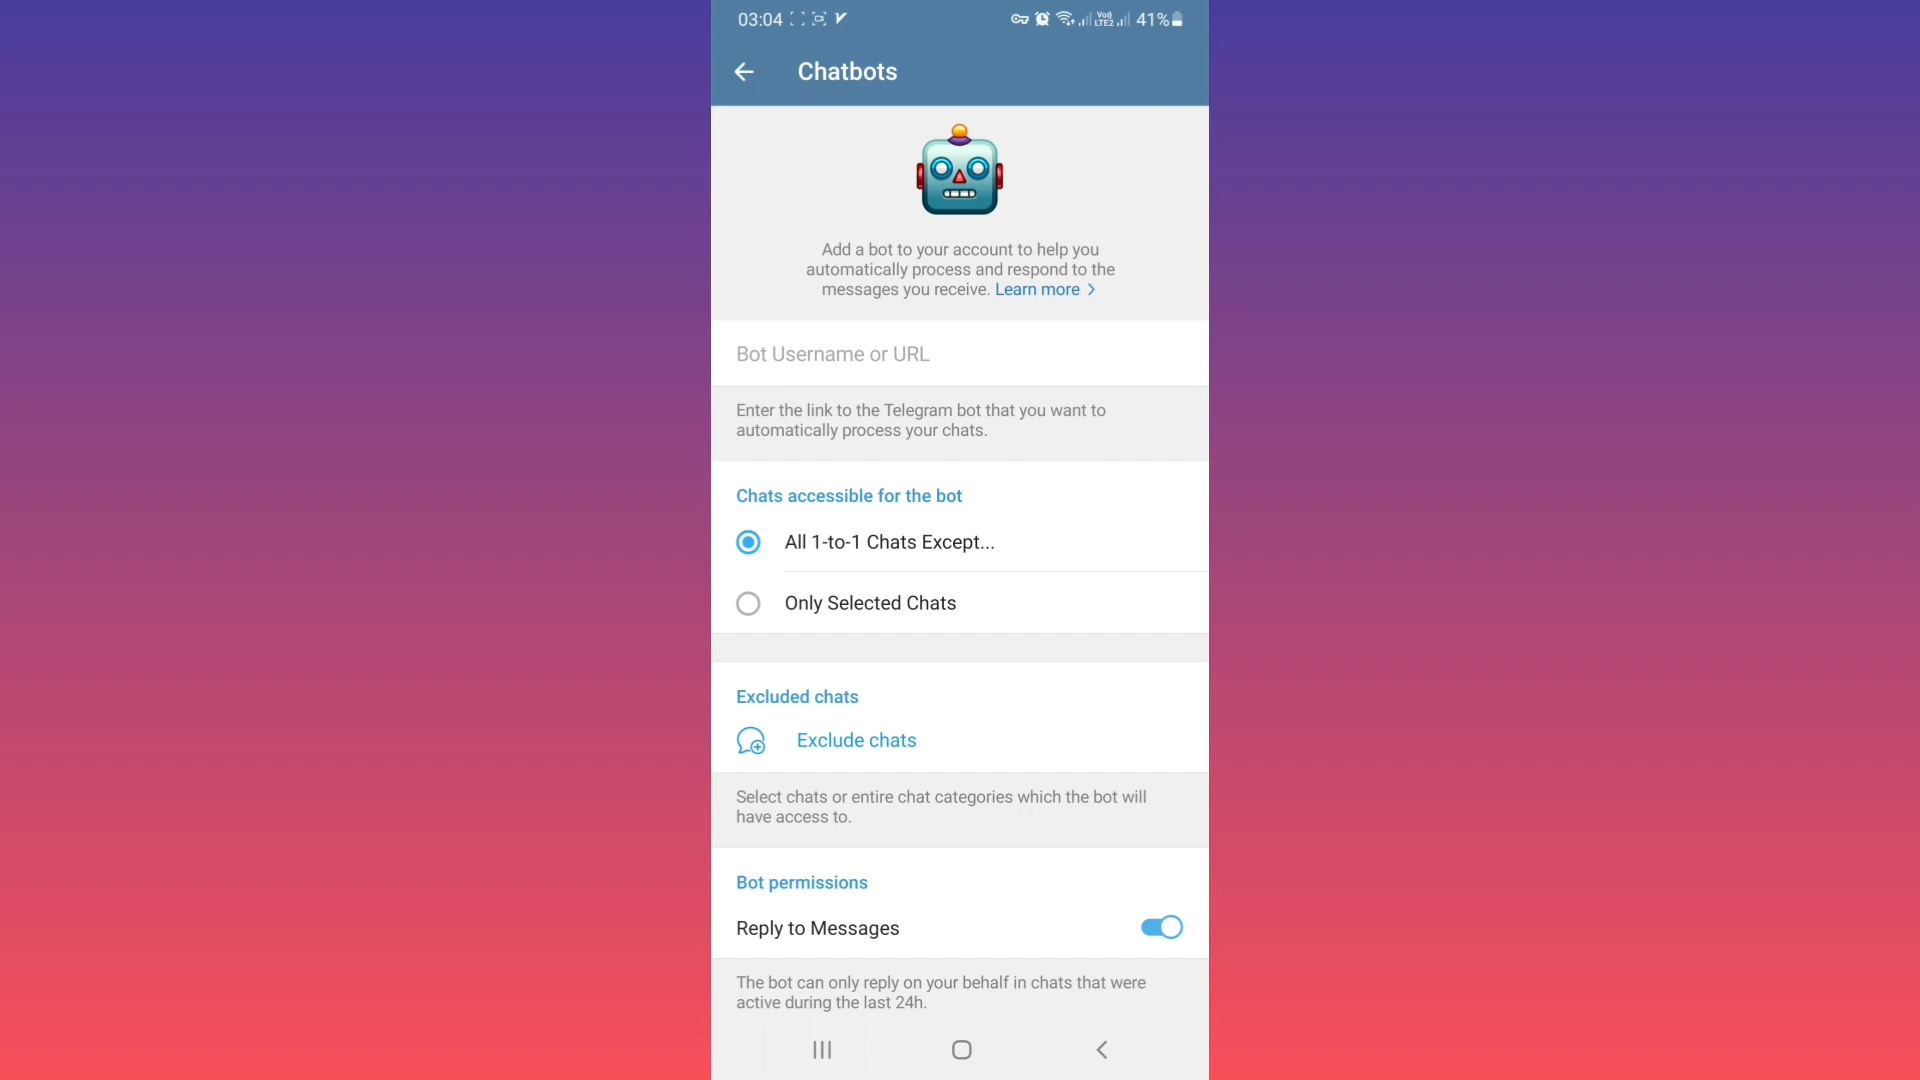 03:04
Vo)) LTE2 41%
Chatbots
Add a bot to your account to help you
automatically process and respond to the
messages you receive. Learn more >
Bot Username or URL
Enter the link to the Telegram bot that you want to
automatically process your chats.
Chats accessible for the bot
All 1-to-1 Chats Except...
Only Selected Chats
Excluded chats
Exclude chats
Select chats or entire chat categories which the bot will
have access to.
Bot permissions
Reply to Messages
The bot can only reply on your behalf in chats that were
active during the last 24h.